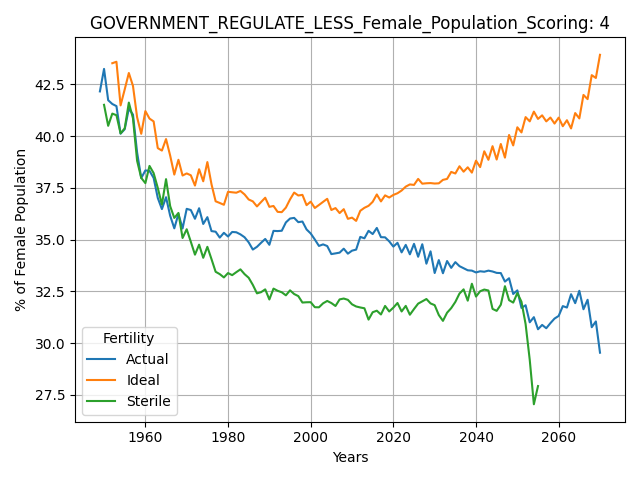 GOVERNMENT_REGULATE_LESS_Female_Population_Scoring: 4
% of Female Population
42.5
40.0
37.5
35.0
32.5
30.0
27.5
Fertility
Actual
Ideal
Sterile
1960
1980
2000
2020
2040
2060
Years